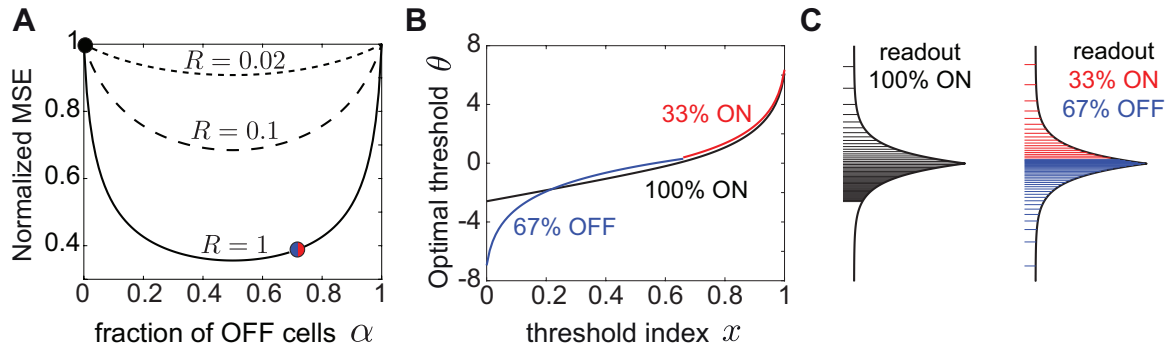 A
Normalized MSE
1
0.8
0.6
0.4
R = 0.02
R = 0.1
R = 1
0 0.2 0.4 0.6 0.8 1
fraction of OFF cells α
B
Optimal threshold θ
8
4
0
-4
-8
33% ON
100% ON
67% OFF
0 0.2 0.4 0.6 0.8 1
threshold index x
C
readout
100% ON
readout
33% ON
67% OFF